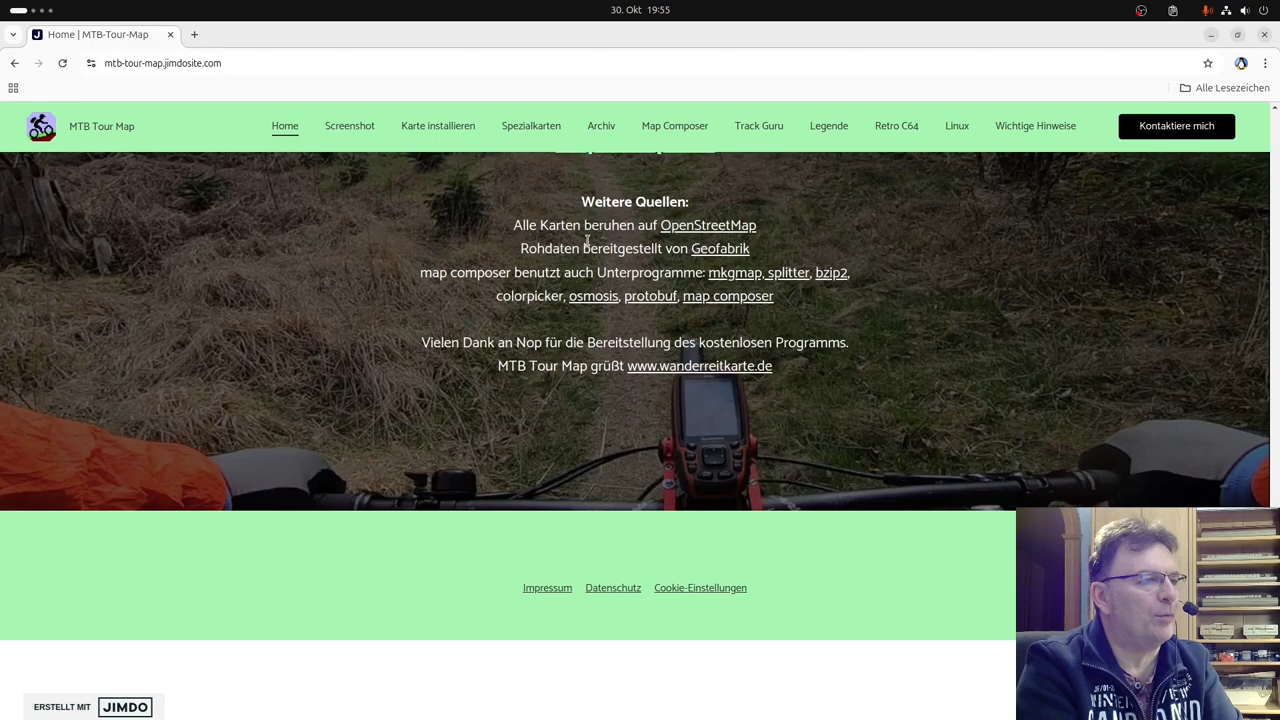 30. Okt 19:55
Home | MTB-Tour-Map
mtb-tour-map.jimdosite.com
Alle Lesezeichen
MTB Tour Map
Home
Screenshot
Karte installieren
Spezialkarten
Archiv
Map Composer
Track Guru
Legende
Retro C64
Linux
Wichtige Hinweise
Kontaktiere mich
Weitere Quellen:
Alle Karten beruhen auf OpenStreetMap
Rohdaten bereitgestellt von Geofabrik
map composer benutzt auch Unterprogramme: mkgmap, splitter, bzip2,
colorpicker, osmosis, protobuf, map composer
Vielen Dank an Nop für die Bereitstellung des kostenlosen Programms.
MTB Tour Map grüßt www.wanderreitkarte.de
Impressum
Datenschutz
Cookie-Einstellungen
ERSTELLT MIT JIMDO